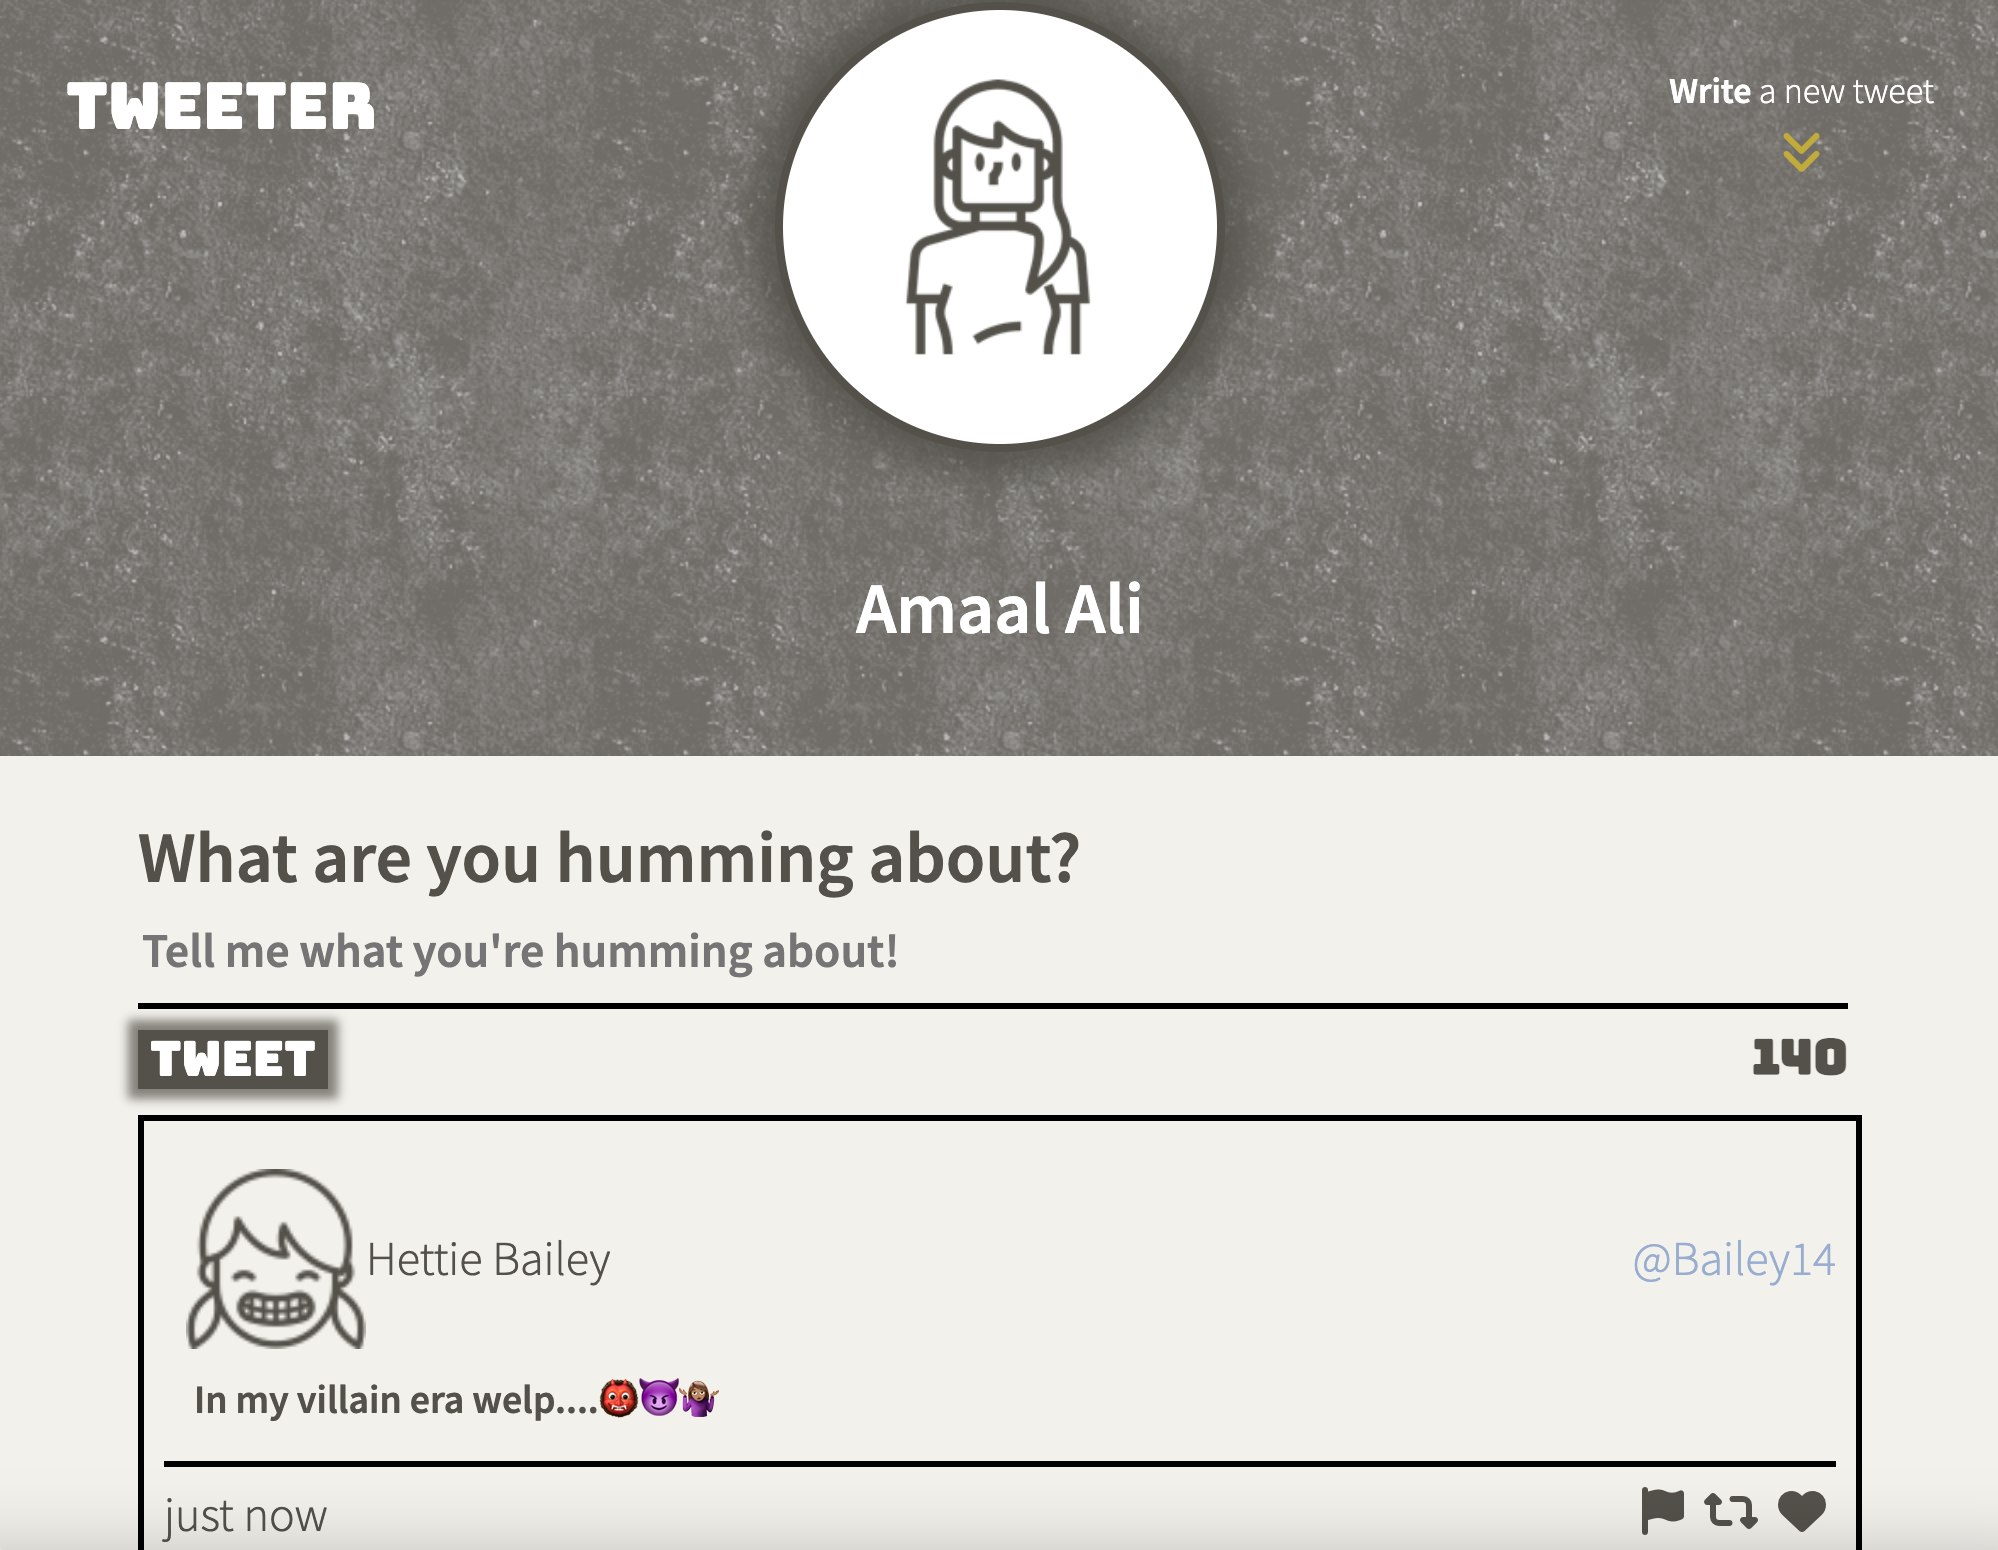 TWEETER
Write a new tweet
Amaal Ali
What are you humming about?
Tell me what you're humming about!
TWEET
140
Hettie Bailey
@Bailey14
In my villain era welp....👹😈🤷🏽‍♀️
just now